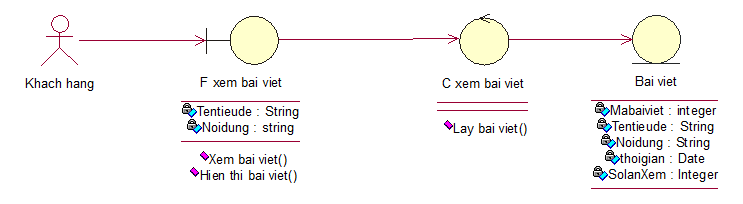 Khach hang
F xem bai viet
Tentieude : String
Noidung : string
Xem bai viet()
Hien thi bai viet()
C xem bai viet
Lay bai viet()
Bai viet
Mabaiviet : integer
Tentieude : String
Noidung : String
thoigian : Date
SolanXem : Integer